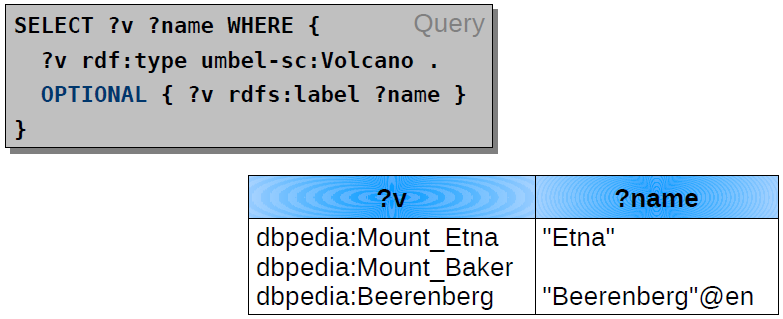 SELECT ?v ?name WHERE {
Query
?v rdf:type umbel-sc:Volcano .
OPTIONAL { ?v rdfs:label ?name }
}
?v ?name
dbpedia:Mount_Etna "Etna"
dbpedia:Mount_Baker
dbpedia:Beerenberg "Beerenberg"@en